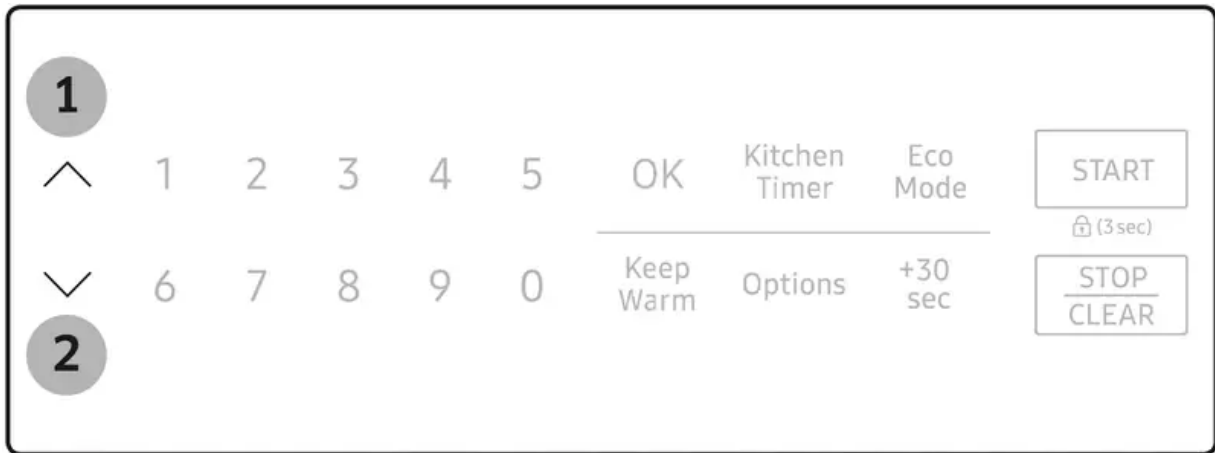 1
1 2 3 4 5 OK Kitchen Timer Eco Mode START
(3 sec)
6 7 8 9 0 Keep Warm Options +30 sec STOP CLEAR
2